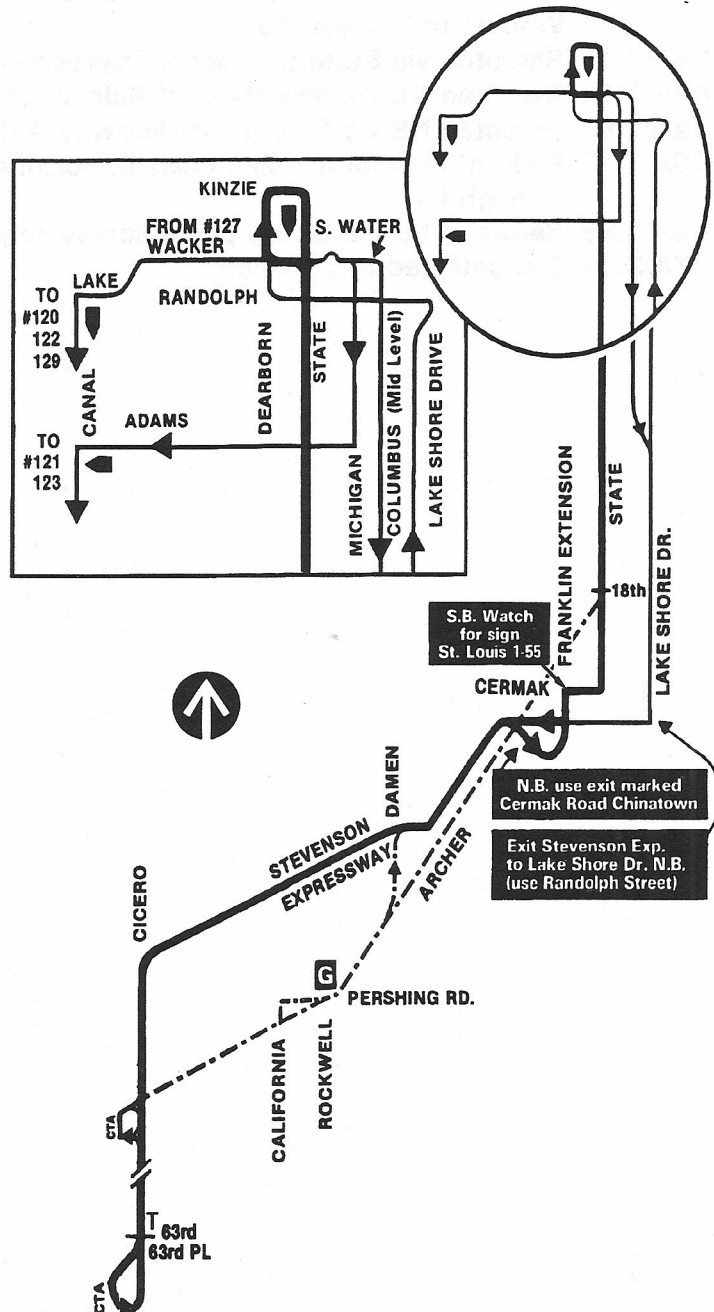 KINZIE
FROM #127
WACKER
S. WATER
LAKE
RANDOLPH
TO
#120
122
129
CANAL
DEARBORN
STATE
ADAMS
TO
#121
123
MICHIGAN
COLUMBUS (Mid Level)
LAKE SHORE DRIVE
FRANKLIN EXTENSION
STATE
LAKE SHORE DR.
18th
S.B. Watch
for sign
St. Louis 1-55
CERMAK
N.B. use exit marked
Cermak Road Chinatown
Exit Stevenson Exp.
to Lake Shore Dr. N.B.
(use Randolph Street)
DAMEN
STEVENSON
EXPRESSWAY
ARCHER
CICERO
G
PERSHING RD.
CALIFORNIA
ROCKWELL
CTA
T
63rd
63rd PL
CTA